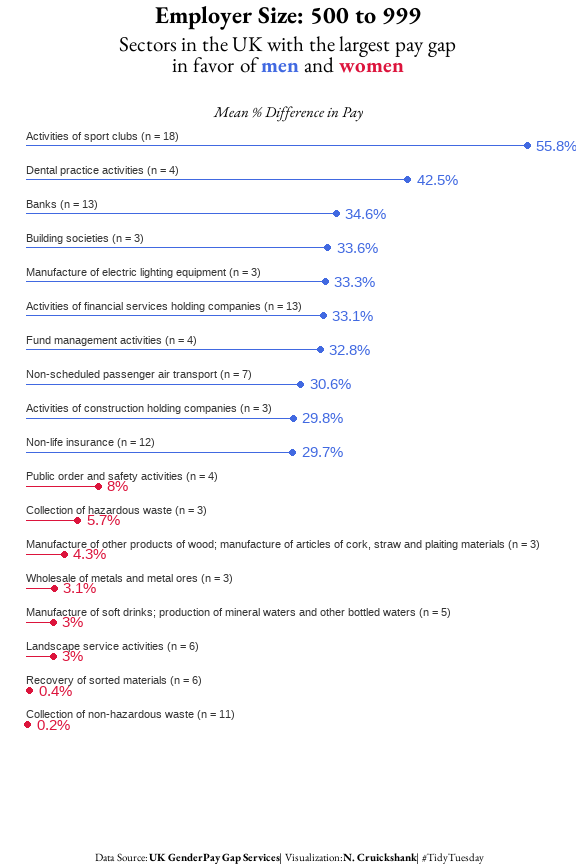 Employer Size: 500 to 999
Sectors in the UK with the largest pay gap
in favor of men and women
Mean % Difference in Pay
Activities of sport clubs (n = 18)
55.8%
Dental practice activities (n = 4)
42.5%
Banks (n = 13)
34.6%
Building societies (n = 3)
33.6%
Manufacture of electric lighting equipment (n = 3)
33.3%
Activities of financial services holding companies (n = 13)
33.1%
Fund management activities (n = 4)
32.8%
Non-scheduled passenger air transport (n = 7)
30.6%
Activities of construction holding companies (n = 3)
29.8%
Non-life insurance (n = 12)
29.7%
Public order and safety activities (n = 4)
8%
Collection of hazardous waste (n = 3)
5.7%
Manufacture of other products of wood; manufacture of articles of cork, straw and plaiting materials (n = 3)
4.3%
Wholesale of metals and metal ores (n = 3)
3.1%
Manufacture of soft drinks; production of mineral waters and other bottled waters (n = 5)
3%
Landscape service activities (n = 6)
3%
Recovery of sorted materials (n = 6)
0.4%
Collection of non-hazardous waste (n = 11)
0.2%
Data Source: UK Gender Pay Gap Services| Visualization: N. Cruickshank| #TidyTuesday